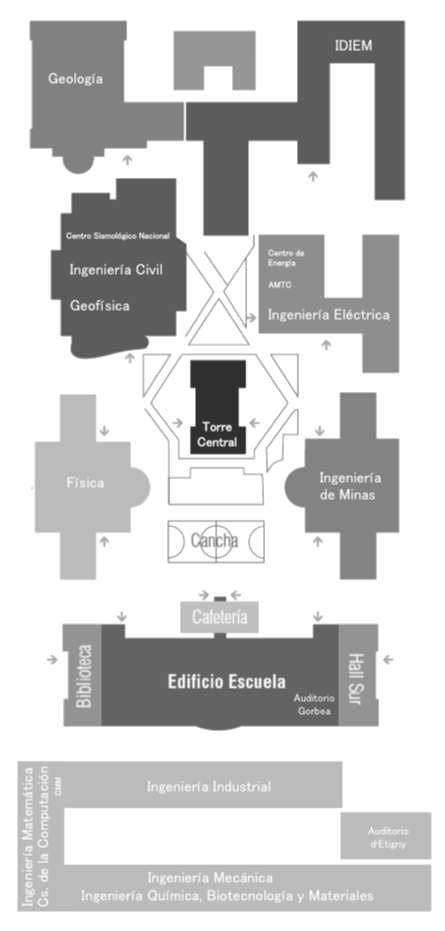 IDIEM
Geología
Centro Sismológico Nacional
Ingeniería Civil
Geofísica
Centro de
Energía
AMTC
Ingeniería Eléctrica
Torre
Central
Física
Ingeniería
de Minas
Cancha
Cafetería
Biblioteca
Edificio Escuela
Auditorio
Gorbea
Hall Sur
Ingeniería Matemática
Cs. de la Computación
CMM
Ingeniería Industrial
Auditorio
d'Etigny
Ingeniería Mecánica
Ingeniería Química, Biotecnología y Materiales